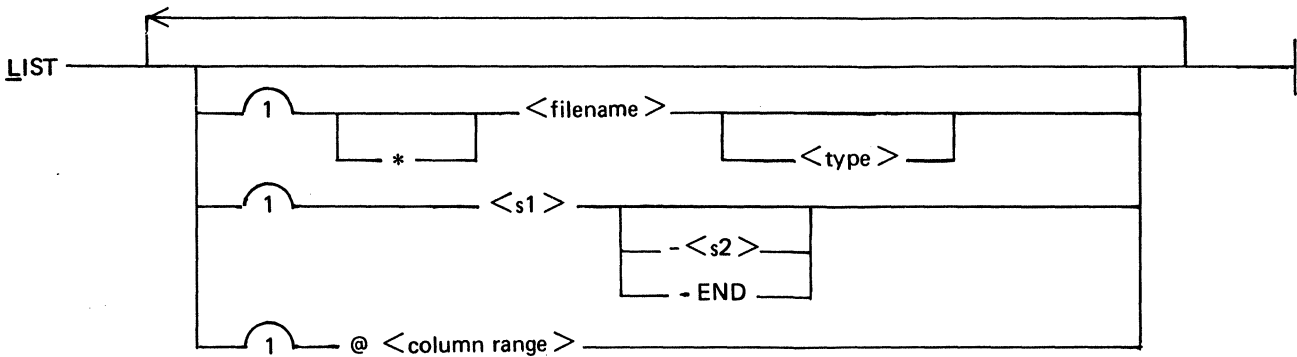 LIST
1 * <filename> <type>
1 <s1> -<s2> -END
1 @ <column range>